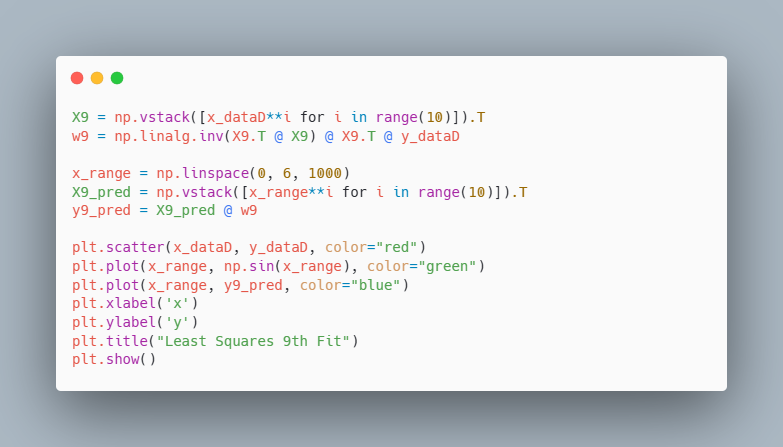 X9 = np.vstack([x_dataD**i for i in range(10)]).T
w9 = np.linalg.inv(X9.T @ X9) @ X9.T @ y_dataD
x_range = np.linspace(0, 6, 1000)
X9_pred = np.vstack([x_range**i for i in range(10)]).T
y9_pred = X9_pred @ w9
plt.scatter(x_dataD, y_dataD, color="red")
plt.plot(x_range, np.sin(x_range), color="green")
plt.plot(x_range, y9_pred, color="blue")
plt.xlabel('x')
plt.ylabel('y')
plt.title("Least Squares 9th Fit")
plt.show()